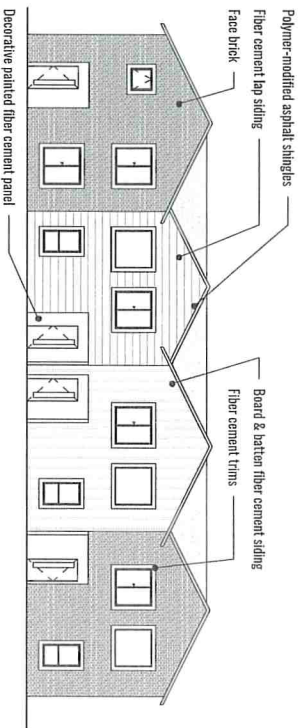 Polymer-modified asphalt shingles
Fiber cement lap siding
Face brick
Board & batten fiber cement siding
Fiber cement trims
Decorative painted fiber cement panel